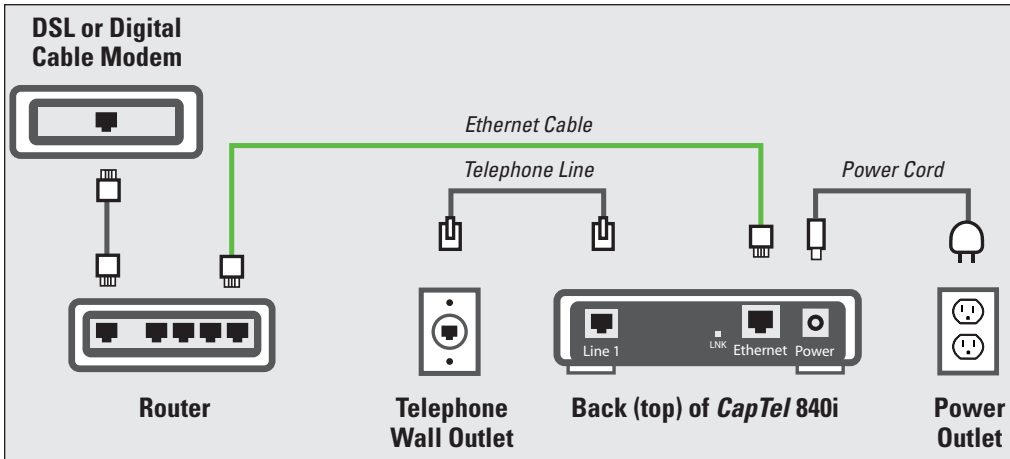 DSL or Digital
Cable Modem
Ethernet Cable
Telephone Line
Power Cord
Line 1
LNK
Ethernet
Power
Router
Telephone
Wall Outlet
Back (top) of CapTel 840i
Power
Outlet